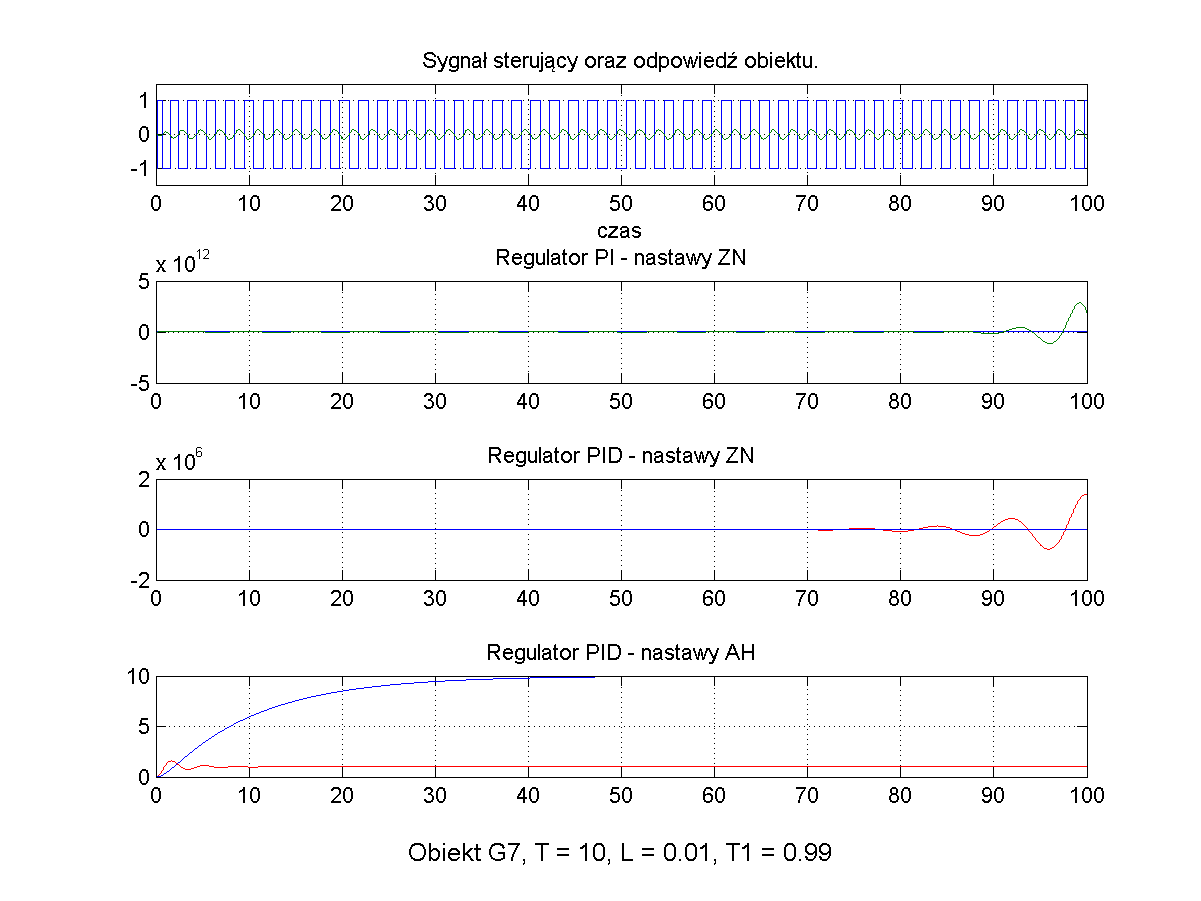 Sygnał sterujący oraz odpowiedź obiektu.
1
0
-1
0 10 20 30 40 50 60 70 80 90 100
czas
Regulator PI - nastawy ZN
x 10^12
5
0
-5
0 10 20 30 40 50 60 70 80 90 100
Regulator PID - nastawy ZN
x 10^6
2
0
-2
0 10 20 30 40 50 60 70 80 90 100
Regulator PID - nastawy AH
10
5
0
0 10 20 30 40 50 60 70 80 90 100
Obiekt G7, T = 10, L = 0.01, T1 = 0.99